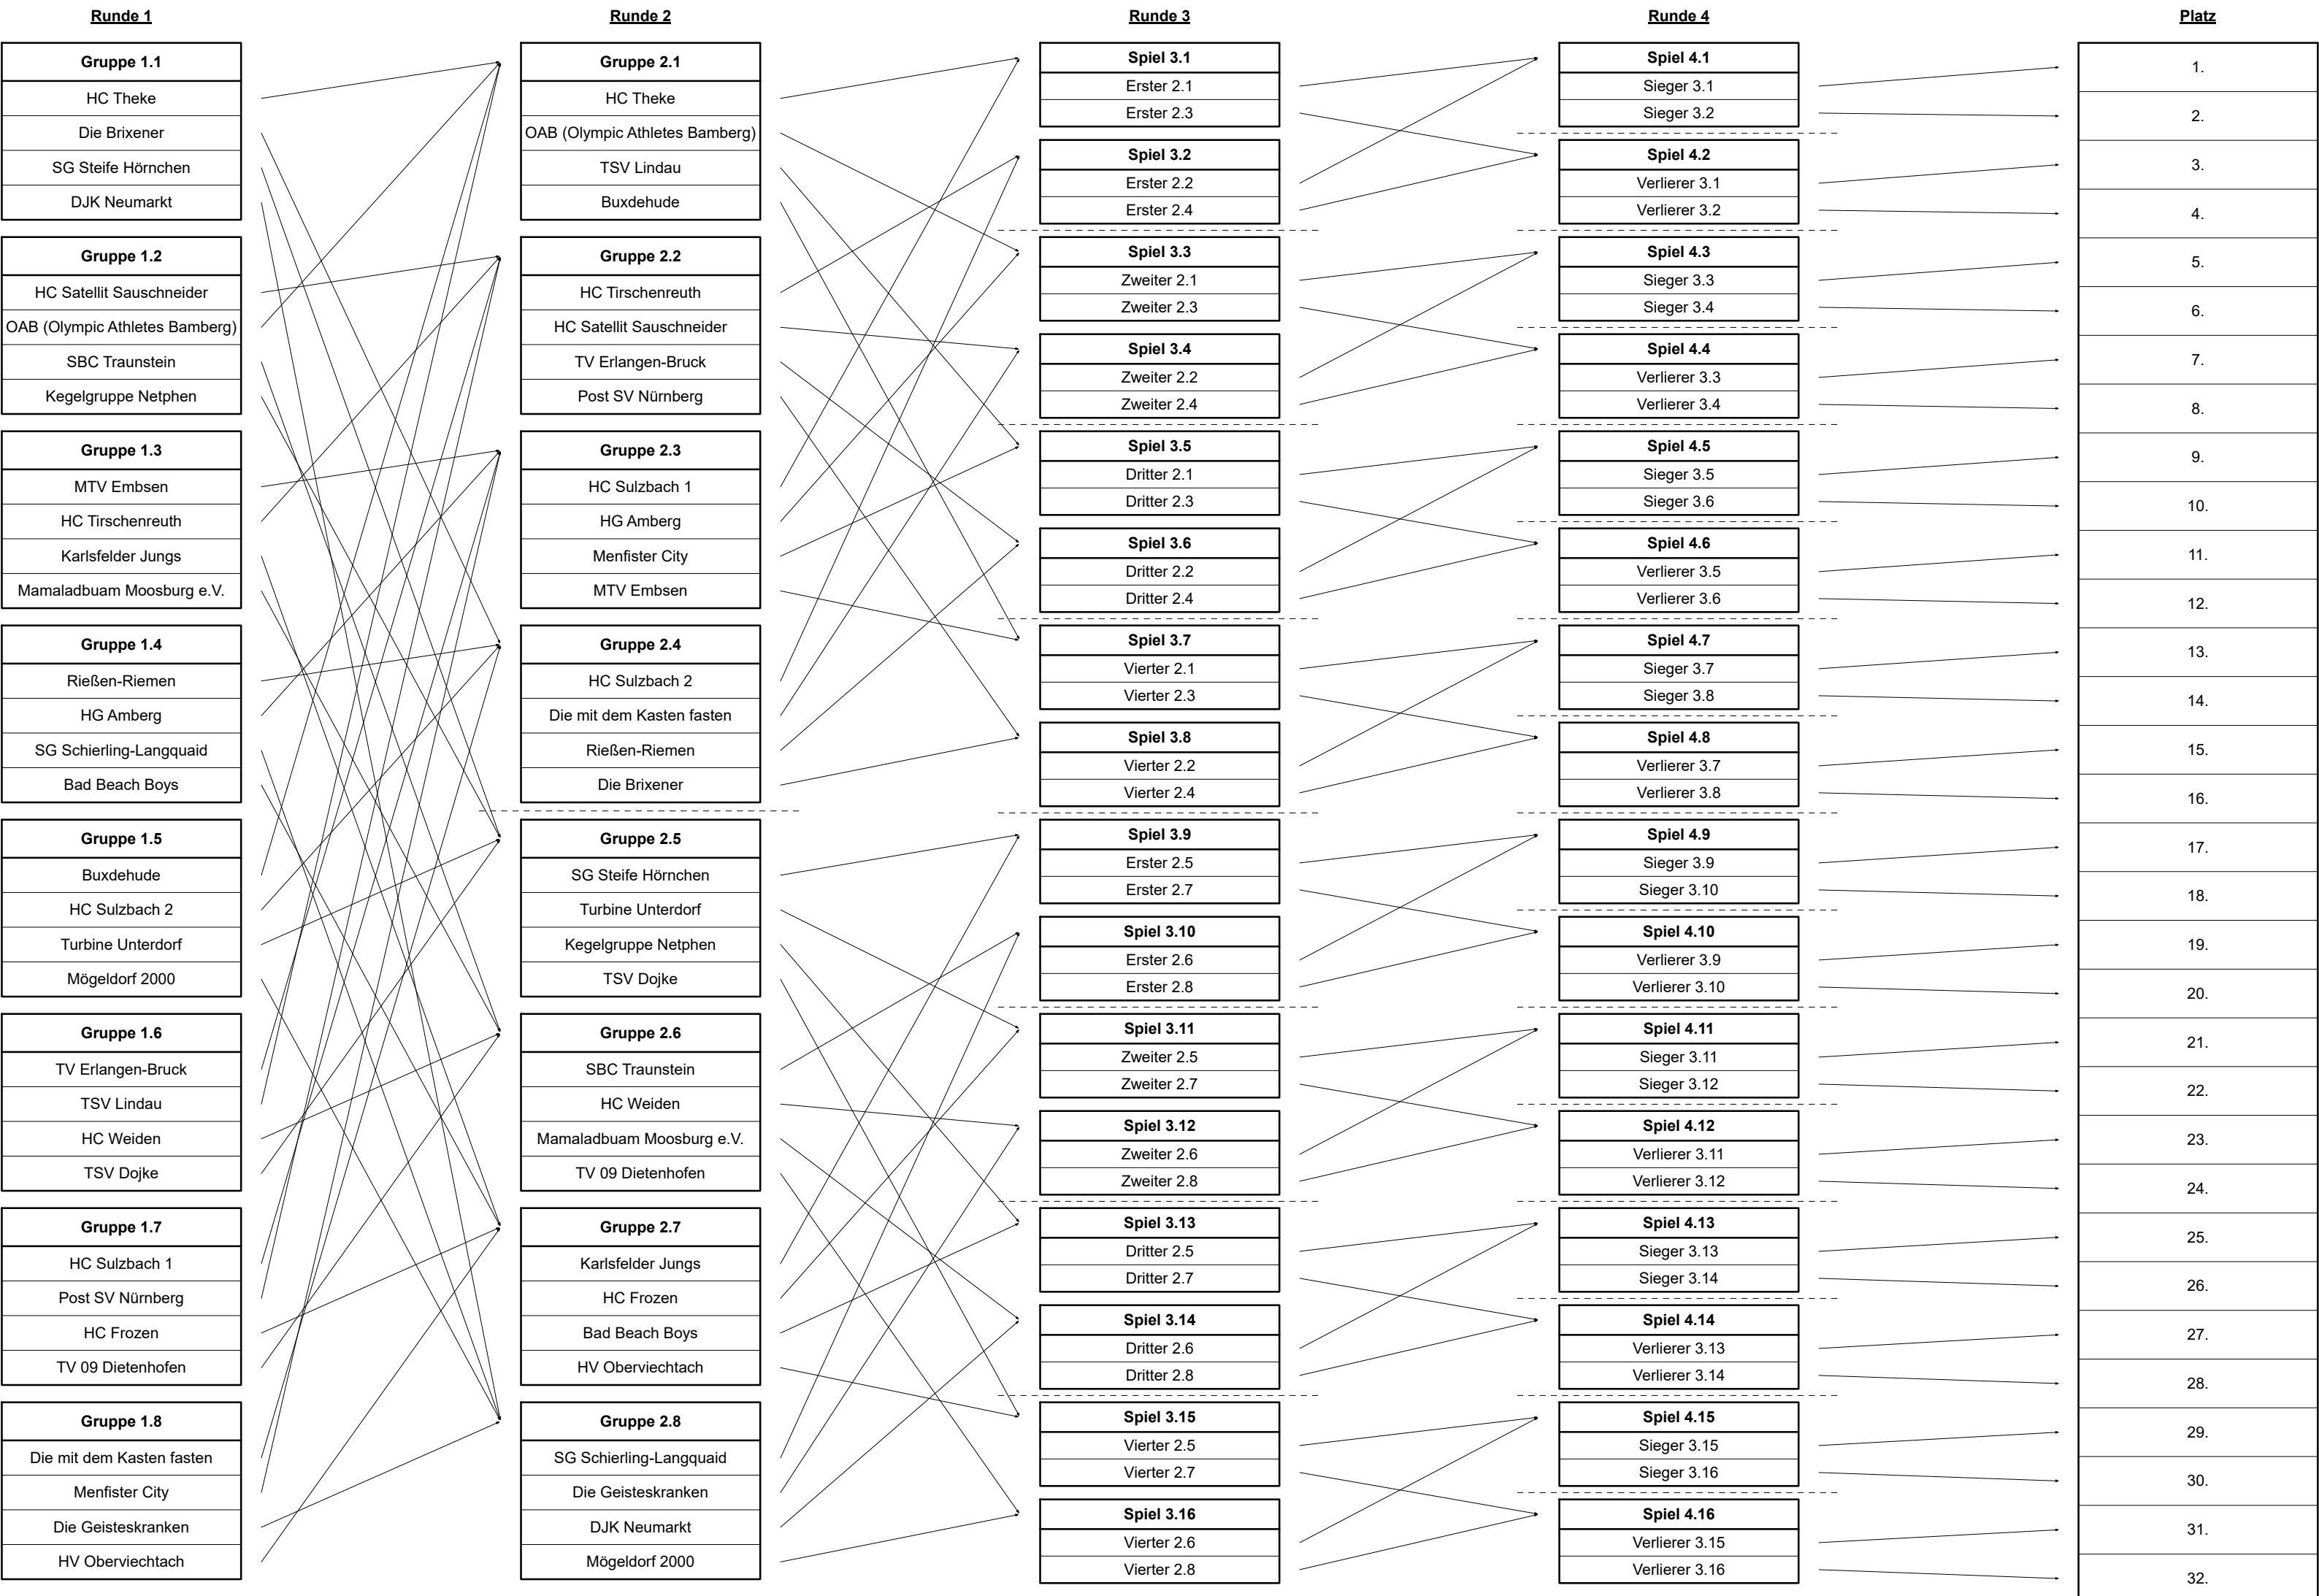 Runde 1
Gruppe 1.1
HC Theke
Die Brixener
SG Steife Hörnchen
DJK Neumarkt
Gruppe 1.2
HC Satellit Sauschneider
OAB (Olympic Athletes Bamberg)
SBC Traunstein
Kegelgruppe Netphen
Gruppe 1.3
MTV Embsen
HC Tirschenreuth
Karlsfelder Jungs
Mamaladbuam Moosburg e.V.
Gruppe 1.4
Rießen-Riemen
HG Amberg
SG Schierling-Langquaid
Bad Beach Boys
Gruppe 1.5
Buxdehude
HC Sulzbach 2
Turbine Unterdorf
Mögeldorf 2000
Gruppe 1.6
TV Erlangen-Bruck
TSV Lindau
HC Weiden
TSV Dojke
Gruppe 1.7
HC Sulzbach 1
Post SV Nürnberg
HC Frozen
TV 09 Dietenhofen
Gruppe 1.8
Die mit dem Kasten fasten
Menfister City
Die Geisteskranken
HV Oberviechtach
Runde 2
Gruppe 2.1
HC Theke
OAB (Olympic Athletes Bamberg)
TSV Lindau
Buxdehude
Gruppe 2.2
HC Tirschenreuth
HC Satellit Sauschneider
TV Erlangen-Bruck
Post SV Nürnberg
Gruppe 2.3
HC Sulzbach 1
HG Amberg
Menfister City
MTV Embsen
Gruppe 2.4
HC Sulzbach 2
Die mit dem Kasten fasten
Rießen-Riemen
Die Brixener
Gruppe 2.5
SG Steife Hörnchen
Turbine Unterdorf
Kegelgruppe Netphen
TSV Dojke
Gruppe 2.6
SBC Traunstein
HC Weiden
Mamaladbuam Moosburg e.V.
TV 09 Dietenhofen
Gruppe 2.7
Karlsfelder Jungs
HC Frozen
Bad Beach Boys
HV Oberviechtach
Gruppe 2.8
SG Schierling-Langquaid
Die Geisteskranken
DJK Neumarkt
Mögeldorf 2000
Runde 3
Spiel 3.1
Erster 2.1
Erster 2.3
Spiel 3.2
Erster 2.2
Erster 2.4
Spiel 3.3
Zweiter 2.1
Zweiter 2.3
Spiel 3.4
Zweiter 2.2
Zweiter 2.4
Spiel 3.5
Dritter 2.1
Dritter 2.3
Spiel 3.6
Dritter 2.2
Dritter 2.4
Spiel 3.7
Vierter 2.1
Vierter 2.3
Spiel 3.8
Vierter 2.2
Vierter 2.4
Spiel 3.9
Erster 2.5
Erster 2.7
Spiel 3.10
Erster 2.6
Erster 2.8
Spiel 3.11
Zweiter 2.5
Zweiter 2.7
Spiel 3.12
Zweiter 2.6
Zweiter 2.8
Spiel 3.13
Dritter 2.5
Dritter 2.7
Spiel 3.14
Dritter 2.6
Dritter 2.8
Spiel 3.15
Vierter 2.5
Vierter 2.7
Spiel 3.16
Vierter 2.6
Vierter 2.8
Runde 4
Spiel 4.1
Sieger 3.1
Sieger 3.2
Spiel 4.2
Verlierer 3.1
Verlierer 3.2
Spiel 4.3
Sieger 3.3
Sieger 3.4
Spiel 4.4
Verlierer 3.3
Verlierer 3.4
Spiel 4.5
Sieger 3.5
Sieger 3.6
Spiel 4.6
Verlierer 3.5
Verlierer 3.6
Spiel 4.7
Sieger 3.7
Sieger 3.8
Spiel 4.8
Verlierer 3.7
Verlierer 3.8
Spiel 4.9
Sieger 3.9
Sieger 3.10
Spiel 4.10
Verlierer 3.9
Verlierer 3.10
Spiel 4.11
Sieger 3.11
Sieger 3.12
Spiel 4.12
Verlierer 3.11
Verlierer 3.12
Spiel 4.13
Sieger 3.13
Sieger 3.14
Spiel 4.14
Verlierer 3.13
Verlierer 3.14
Spiel 4.15
Sieger 3.15
Sieger 3.16
Spiel 4.16
Verlierer 3.15
Verlierer 3.16
Platz
1.
2.
3.
4.
5.
6.
7.
8.
9.
10.
11.
12.
13.
14.
15.
16.
17.
18.
19.
20.
21.
22.
23.
24.
25.
26.
27.
28.
29.
30.
31.
32.